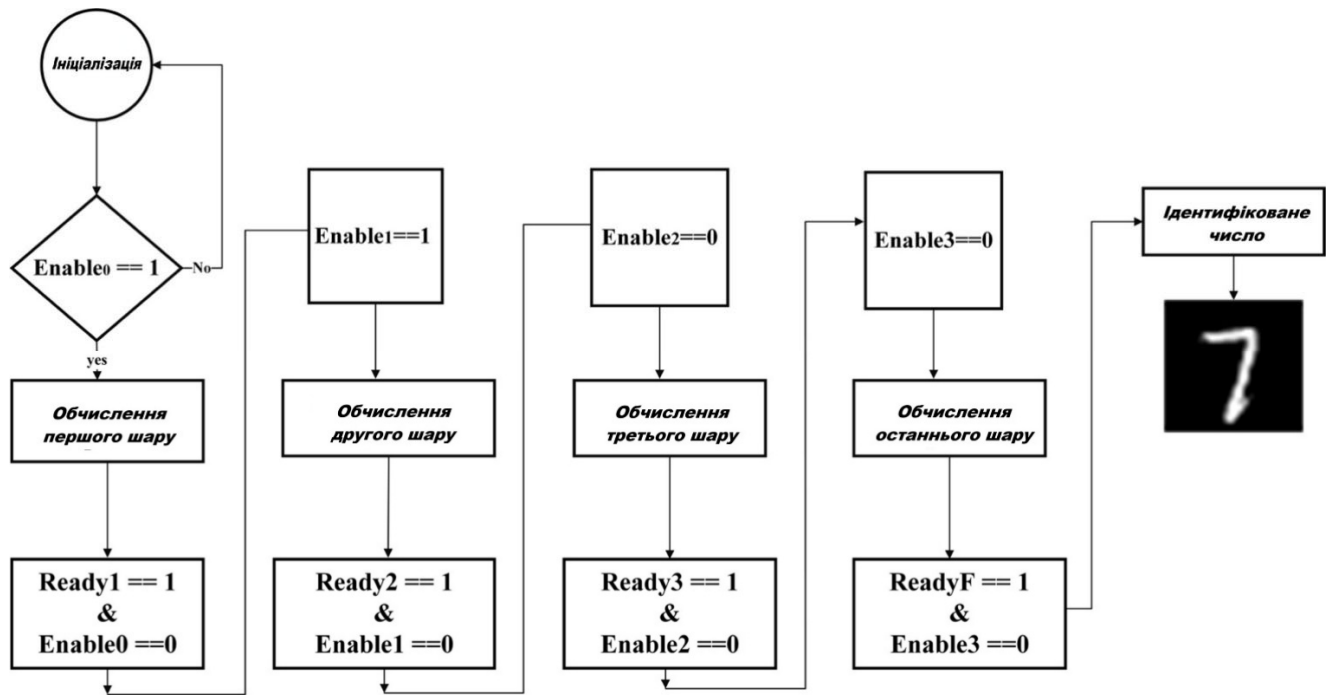 Ініціалізація
Enable0 == 1
No
yes
Обчислення
першого шару
Ready1 == 1
&
Enable0 ==0
Enable1==1
Обчислення
другого шару
Ready2 == 1
&
Enable1 ==0
Enable2==0
Обчислення
третього шару
Ready3 == 1
&
Enable2 ==0
Enable3==0
Обчислення
останнього шару
ReadyF == 1
&
Enable3 ==0
Ідентифіковане
число
7